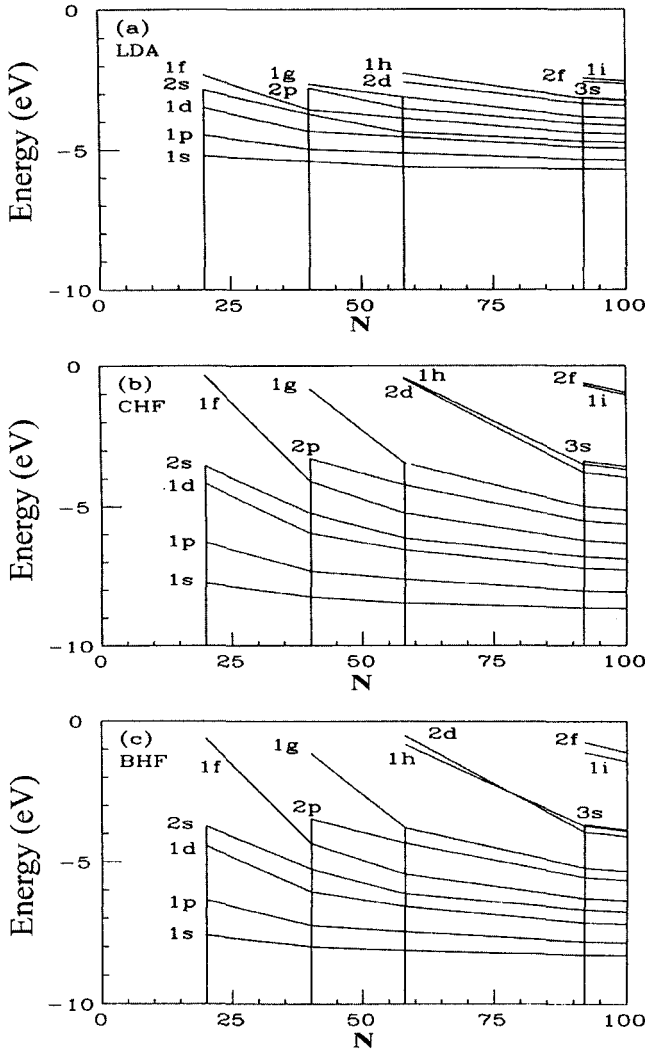 0
(a)
LDA
1f
2s
1d
1p
1s
1g
2p
1h
2d
2f
1i
3s
Energy (eV)
-5
-10
0 25 50 75 100
N
0
(b)
CHF
1f
1g
1h
2d
2f
1i
2s
1d
2p
3s
1p
1s
Energy (eV)
-5
-10
0 25 50 75 100
N
0
(c)
BHF
1f
1g
2d
1h
2f
1i
2s
1d
2p
3s
1p
1s
Energy (eV)
-5
-10
0 25 50 75 100
N